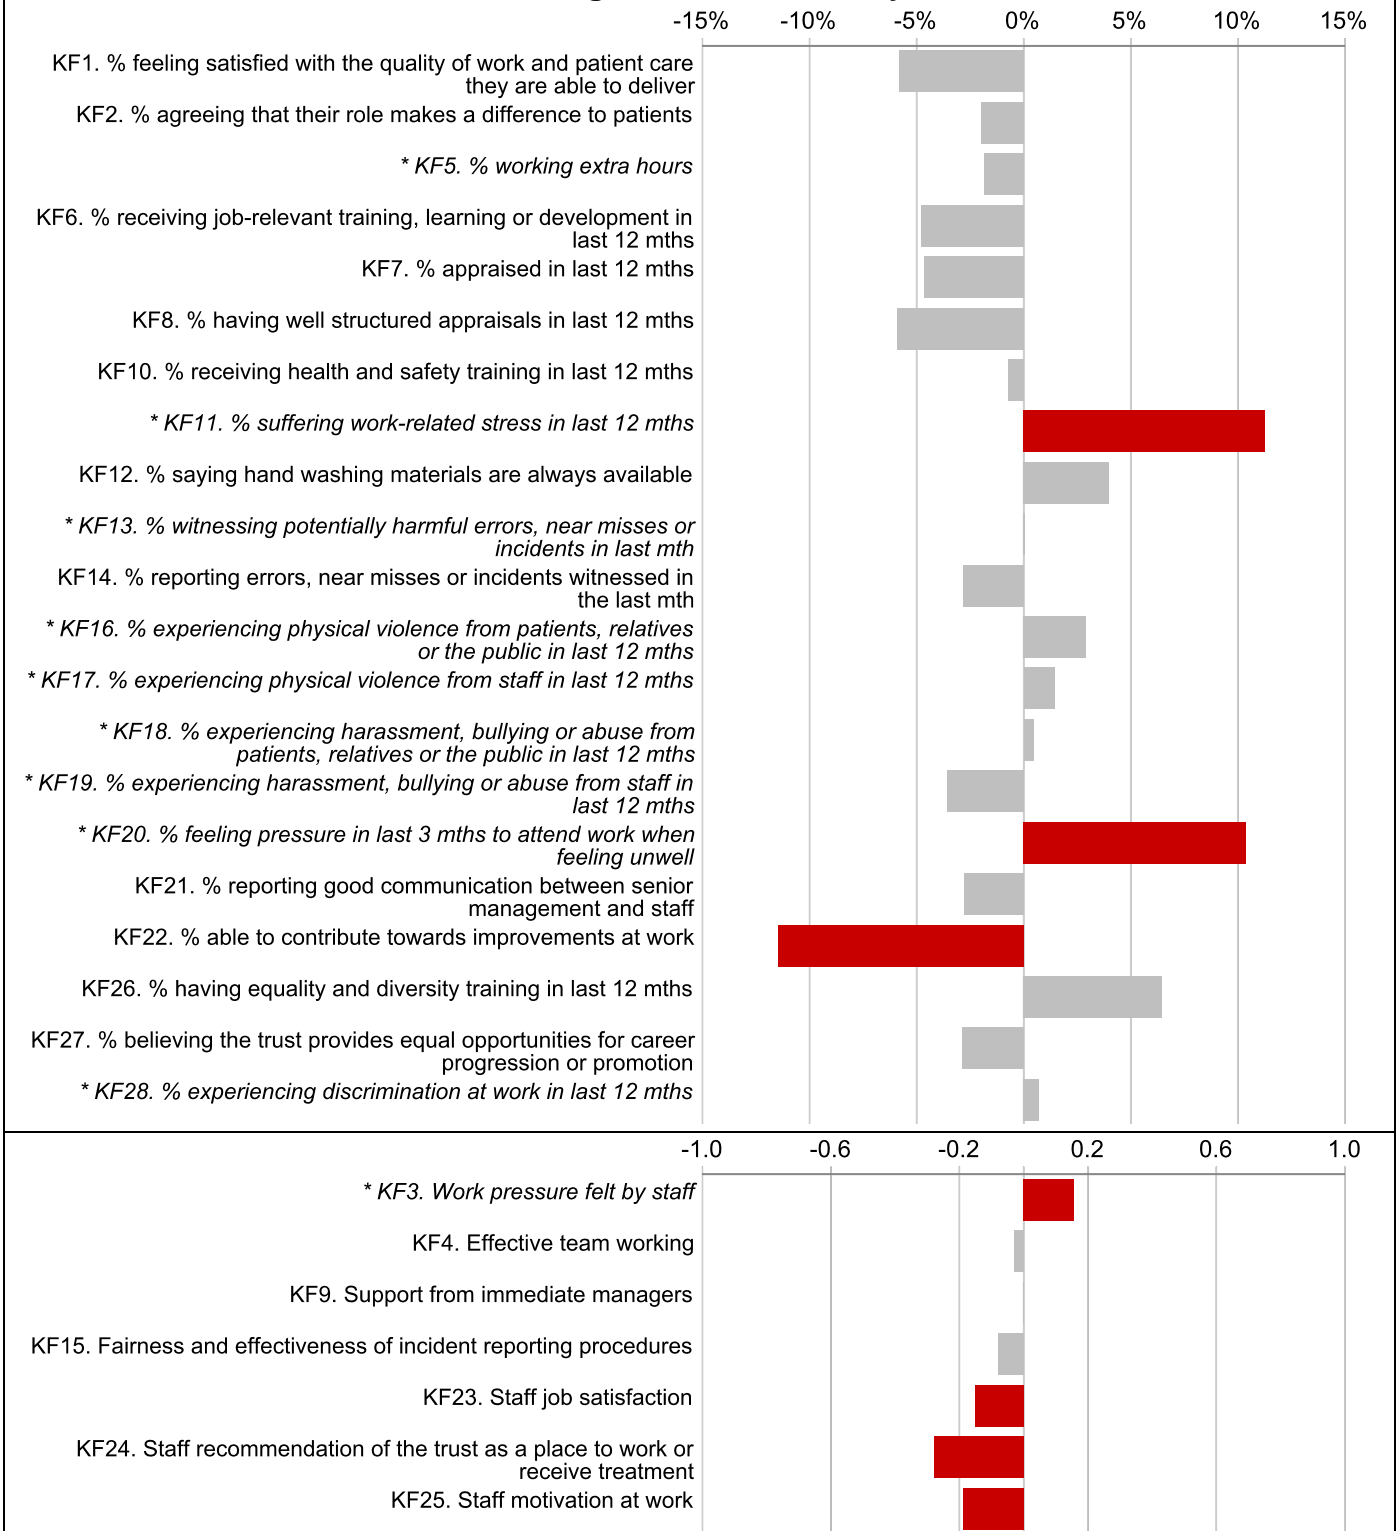 -15% -10% -5% 0% 5% 10% 15%
KF1. % feeling satisfied with the quality of work and patient care
they are able to deliver
KF2. % agreeing that their role makes a difference to patients
* KF5. % working extra hours
KF6. % receiving job-relevant training, learning or development in
last 12 mths
KF7. % appraised in last 12 mths
KF8. % having well structured appraisals in last 12 mths
KF10. % receiving health and safety training in last 12 mths
* KF11. % suffering work-related stress in last 12 mths
KF12. % saying hand washing materials are always available
* KF13. % witnessing potentially harmful errors, near misses or
incidents in last mth
KF14. % reporting errors, near misses or incidents witnessed in
the last mth
* KF16. % experiencing physical violence from patients, relatives
or the public in last 12 mths
* KF17. % experiencing physical violence from staff in last 12 mths
* KF18. % experiencing harassment, bullying or abuse from
patients, relatives or the public in last 12 mths
* KF19. % experiencing harassment, bullying or abuse from staff in
last 12 mths
* KF20. % feeling pressure in last 3 mths to attend work when
feeling unwell
KF21. % reporting good communication between senior
management and staff
KF22. % able to contribute towards improvements at work
KF26. % having equality and diversity training in last 12 mths
KF27. % believing the trust provides equal opportunities for career
progression or promotion
* KF28. % experiencing discrimination at work in last 12 mths
-1.0 -0.6 -0.2 0.2 0.6 1.0
* KF3. Work pressure felt by staff
KF4. Effective team working
KF9. Support from immediate managers
KF15. Fairness and effectiveness of incident reporting procedures
KF23. Staff job satisfaction
KF24. Staff recommendation of the trust as a place to work or
receive treatment
KF25. Staff motivation at work